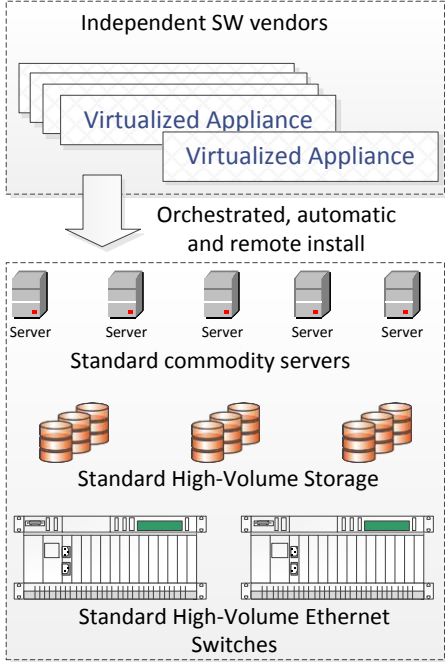 Independent SW vendors
Virtualized Appliance
Virtualized Appliance
Orchestrated, automatic
and remote install
Server
Server
Server
Server
Server
Standard commodity servers
Standard High-Volume Storage
Standard High-Volume Ethernet
Switches